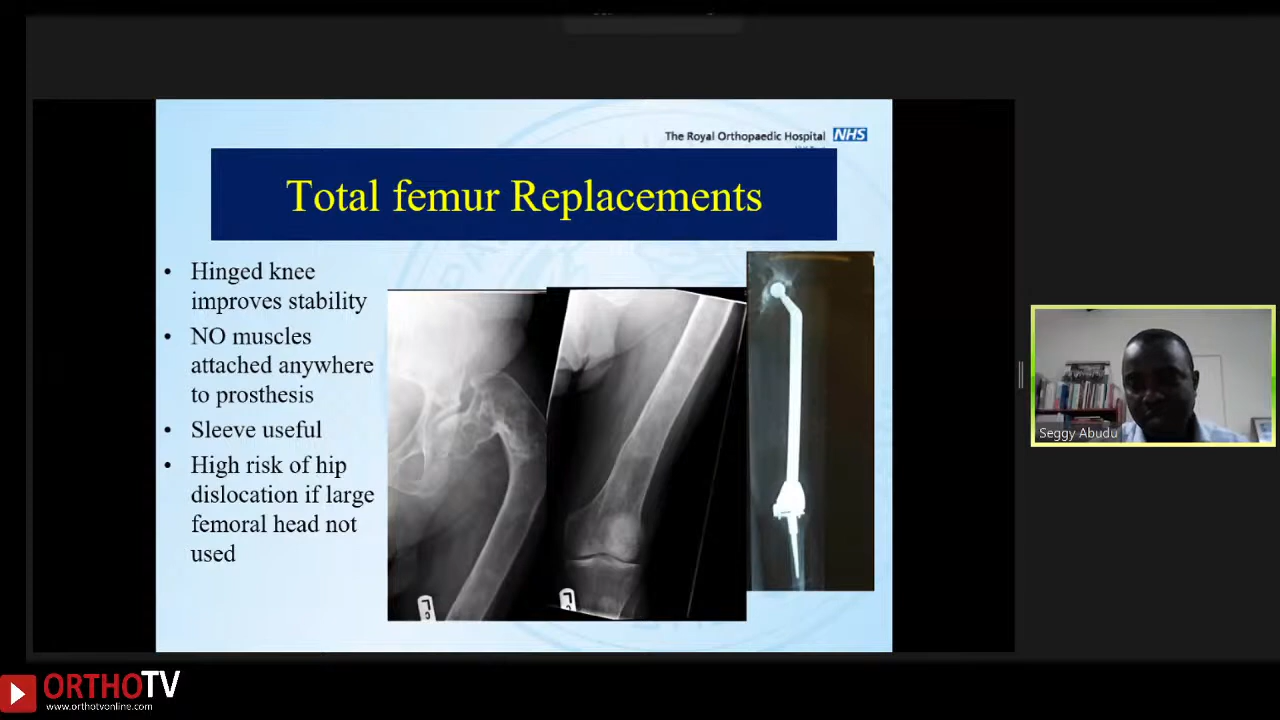 The Royal Orthopaedic Hospital NHS
Total femur Replacements
• Hinged knee
improves stability
• NO muscles
attached anywhere
to prosthesis
• Sleeve useful
• High risk of hip
dislocation if large
femoral head not
used
L
L
Seggy Abudu
ORTHOTV
www.orthotvonline.com